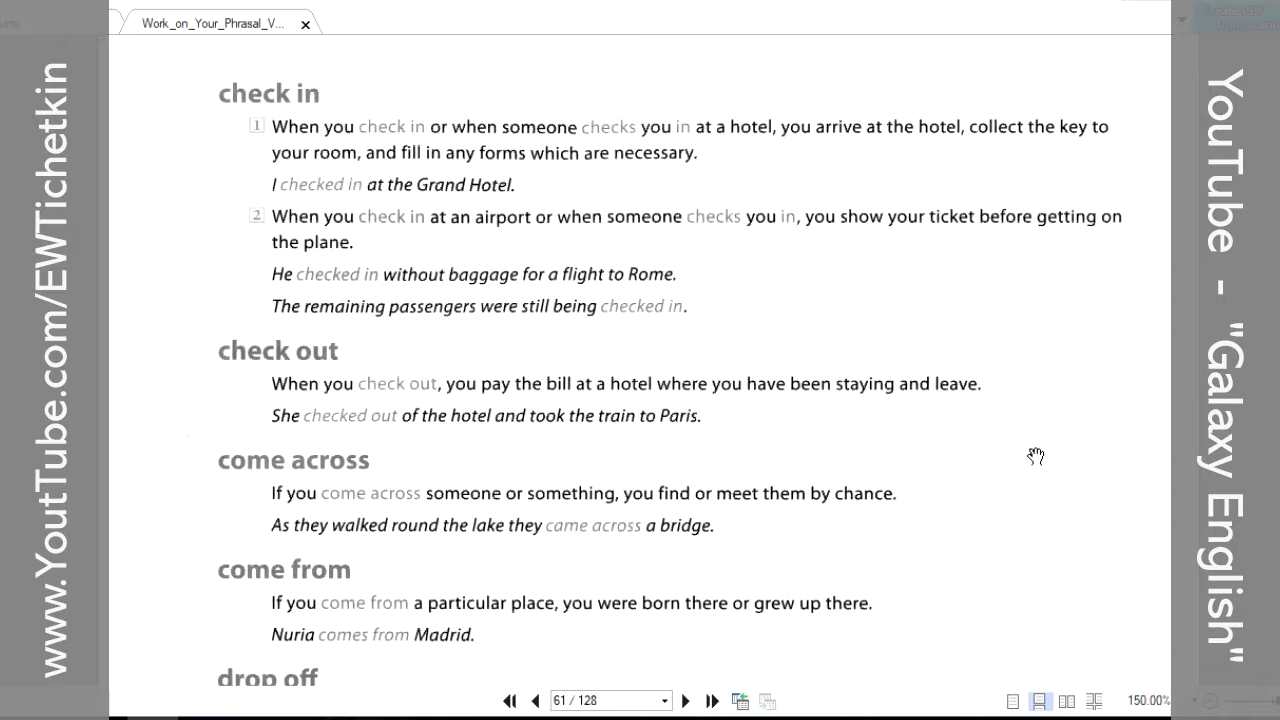 Work_on_Your_Phrasal_V...
check in
1 When you check in or when someone checks you in at a hotel, you arrive at the hotel, collect the key to
your room, and fill in any forms which are necessary.
I checked in at the Grand Hotel.
2 When you check in at an airport or when someone checks you in, you show your ticket before getting on
the plane.
He checked in without baggage for a flight to Rome.
The remaining passengers were still being checked in.
check out
When you check out, you pay the bill at a hotel where you have been staying and leave.
She checked out of the hotel and took the train to Paris.
come across
If you come across someone or something, you find or meet them by chance.
As they walked round the lake they came across a bridge.
come from
If you come from a particular place, you were born there or grew up there.
Nuria comes from Madrid.
drop off
61 / 128
150.00%
www.YoutTube.com/EWTichetkin
YouTube - "Galaxy English"